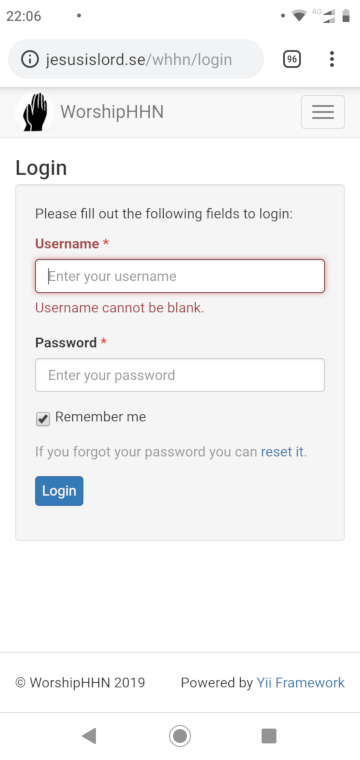 22:06
4G
jesusislord.se/whhn/login
96
WorshipHHN
Login
Please fill out the following fields to login:
Username *
Enter your username
Username cannot be blank.
Password *
Enter your password
Remember me
If you forgot your password you can reset it.
Login
© WorshipHHN 2019 Powered by Yii Framework